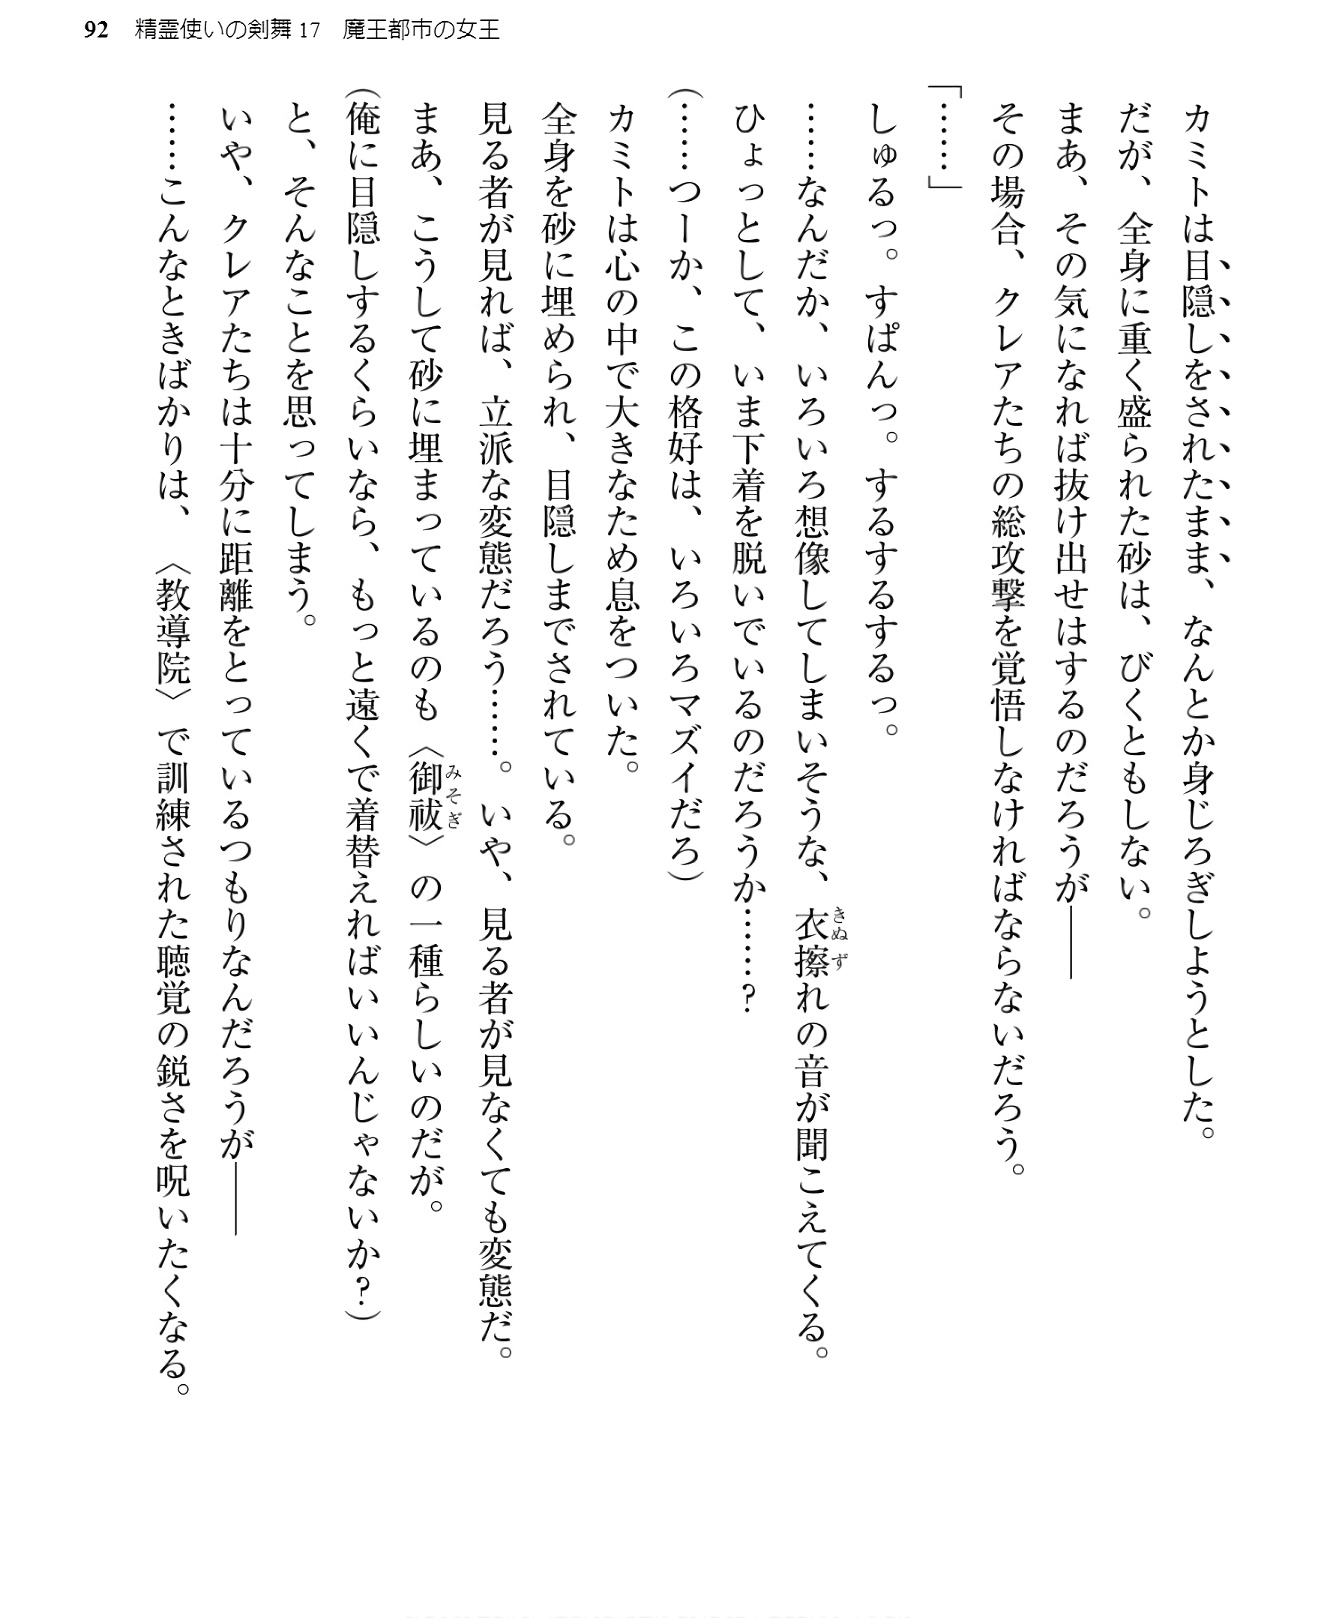 92 精霊使いの剣舞17 魔王都市の女王
カミトは目隠しをされたまま、なんとか身じろぎしようとした。
だが、全身に重く盛られた砂は、びくともしない。
まあ、その気になれば抜け出せはするのだろうが――
その場合、クレアたちの総攻撃を覚悟しなければならないだろう。
「……」
しゅるっ。すぱんっ。するするするっ。
……なんだか、いろいろ想像してしまいそうな、衣擦れの音が聞こえてくる。
ひょっとして、いま下着を脱いでいるのだろうか……？
(……つーか、この格好は、いろいろマズイだろ)
カミトは心の中で大きなため息をついた。
全身を砂に埋められ、目隠しまでされている。
見る者が見れば、立派な変態だろう……。いや、見る者が見なくても変態だ。
まあ、こうして砂に埋まっているのも〈御祓〉の一種らしいのだが。
(俺に目隠しするくらいなら、もっと遠くで着替えればいいんじゃないか？)
と、そんなことを思ってしまう。
いや、クレアたちは十分に距離をとっているつもりなんだろうが――
……こんなときばかりは、〈教導院〉で訓練された聴覚の鋭さを呪いたくなる。